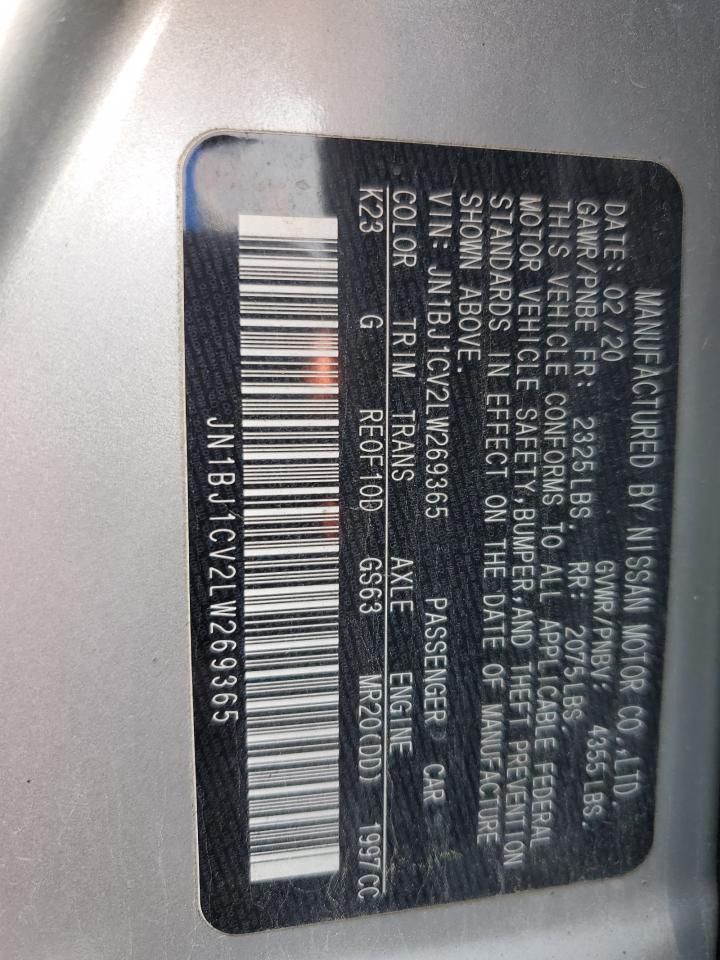 MANUFACTURED BY NISSAN MOTOR CO.,LTD
DATE: 02/20 GVWR/PNBV: 4355LBS.
GAWR/PNBE FR: 2325LBS RR: 2075LBS.
THIS VEHICLE CONFORMS TO ALL APPLICABLE FEDERAL
MOTOR VEHICLE SAFETY,BUMPER,AND THEFT PREVENTION
STANDARDS IN EFFECT ON THE DATE OF MANUFACTURE
SHOWN ABOVE.
VIN: JN1BJ1CV2LW269365 PASSENGER CAR
COLOR TRIM TRANS AXLE ENGINE
K23 G RE0F10D GS63 MR20(DD) 1997CC
JN1BJ1CV2LW269365